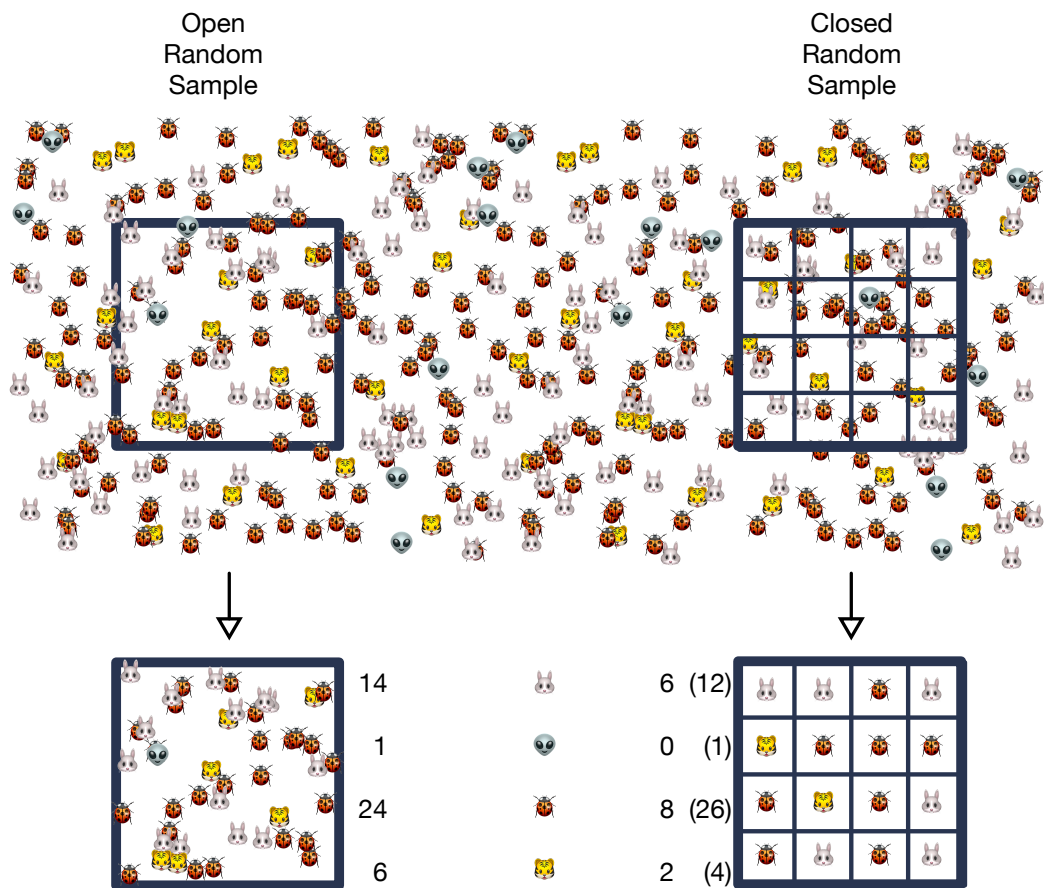 Open
Random
Sample
Closed
Random
Sample
14
6 (12)
1
0 (1)
24
8 (26)
6
2 (4)